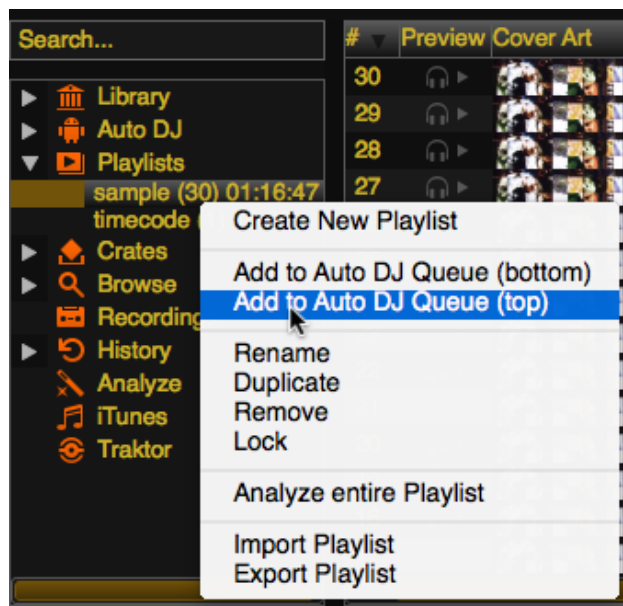 Search...
# Preview Cover Art
30
Library
29
Auto DJ
28
Playlists
27
sample (30) 01:16:47
timecode
Create New Playlist
Crates
Add to Auto DJ Queue (bottom)
Browse
Add to Auto DJ Queue (top)
Recording
Rename
History
Duplicate
Analyze
Remove
iTunes
Lock
Traktor
Analyze entire Playlist
Import Playlist
Export Playlist